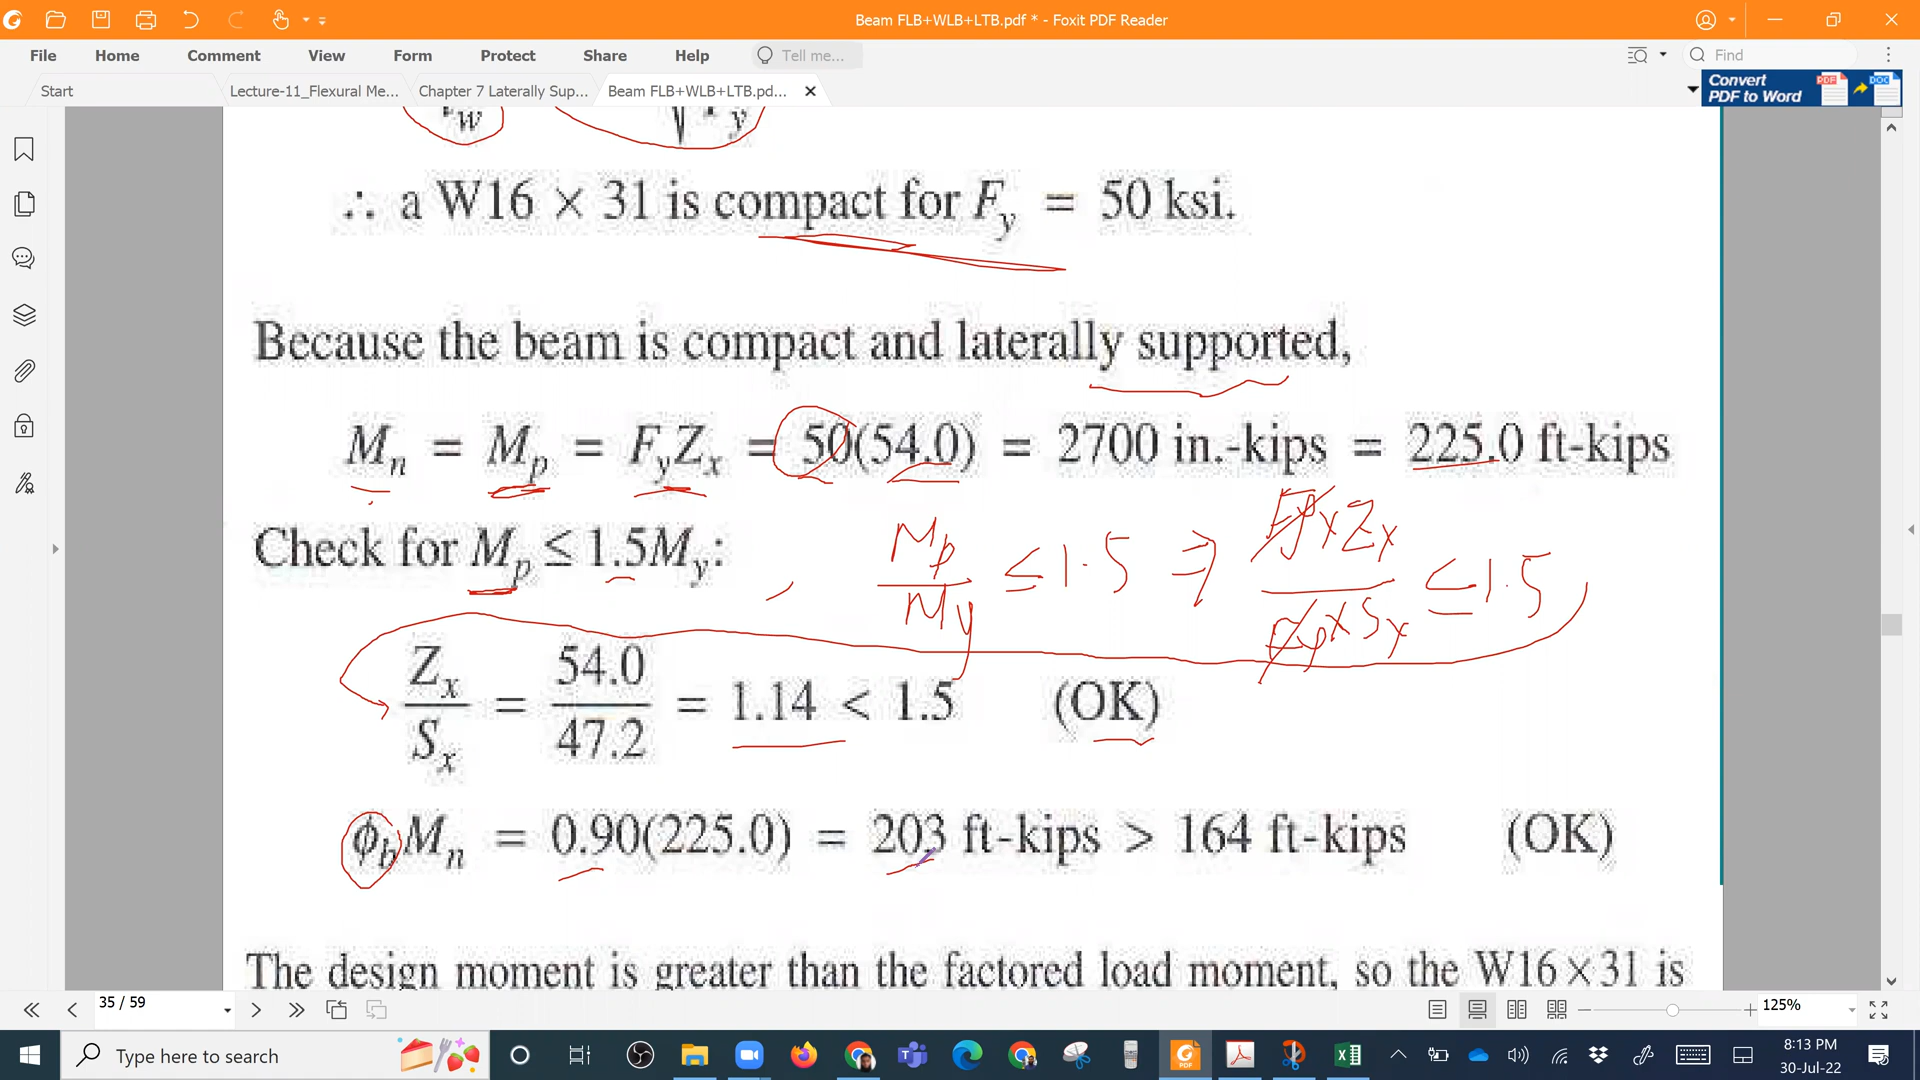 Beam FLB+WLB+LTB.pdf * - Foxit PDF Reader
File Home Comment View Form Protect Share Help Tell me... Find
Start Lecture-11_Flexural Me... Chapter 7 Laterally Sup... Beam FLB+WLB+LTB.pd...
Convert PDF to Word PDF DOC
∴ a W16 × 31 is compact for Fy = 50 ksi.
Because the beam is compact and laterally supported,
Mn = Mp = FyZx = 50(54.0) = 2700 in.-kips = 225.0 ft-kips
Check for Mp ≤ 1.5My:
Mp/My ≤ 1.5 ⇒ Fy×Zx/Fy×Sx ≤ 1.5
Zx/Sx = 54.0/47.2 = 1.14 < 1.5 (OK)
ϕbMn = 0.90(225.0) = 203 ft-kips > 164 ft-kips (OK)
The design moment is greater than the factored load moment, so the W16×31 is
35 / 59 125%
Type here to search 8:13 PM
30-Jul-22